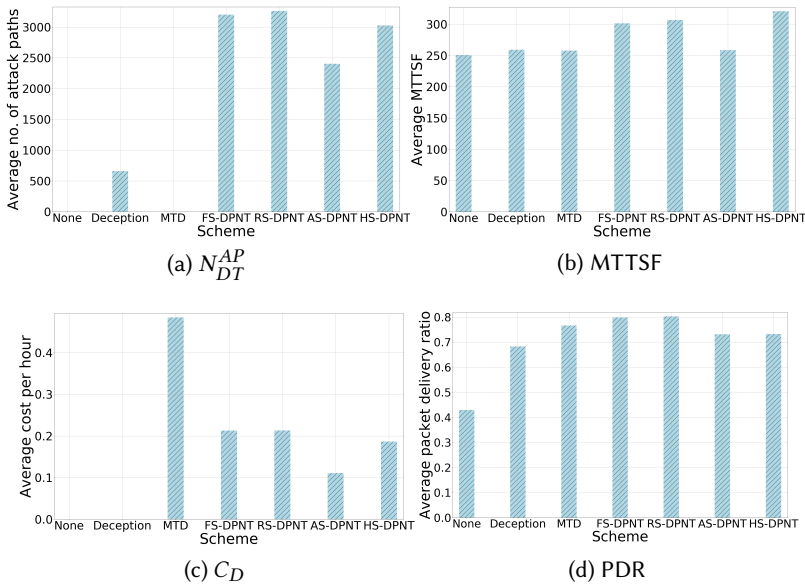 Average no. of attack paths
3000
2500
2000
1500
1000
500
0
None Deception MTD FS-DPNT RS-DPNT AS-DPNT HS-DPNT
Scheme
(a) N_{DT}^{AP}
Average MTTSF
300
250
200
150
100
50
0
None Deception MTD FS-DPNT RS-DPNT AS-DPNT HS-DPNT
Scheme
(b) MTTSF
Average cost per hour
0.4
0.3
0.2
0.1
0.0
None Deception MTD FS-DPNT RS-DPNT AS-DPNT HS-DPNT
Scheme
(c) C_D
Average packet delivery ratio
0.8
0.7
0.6
0.5
0.4
0.3
0.2
0.1
0.0
None Deception MTD FS-DPNT RS-DPNT AS-DPNT HS-DPNT
Scheme
(d) PDR